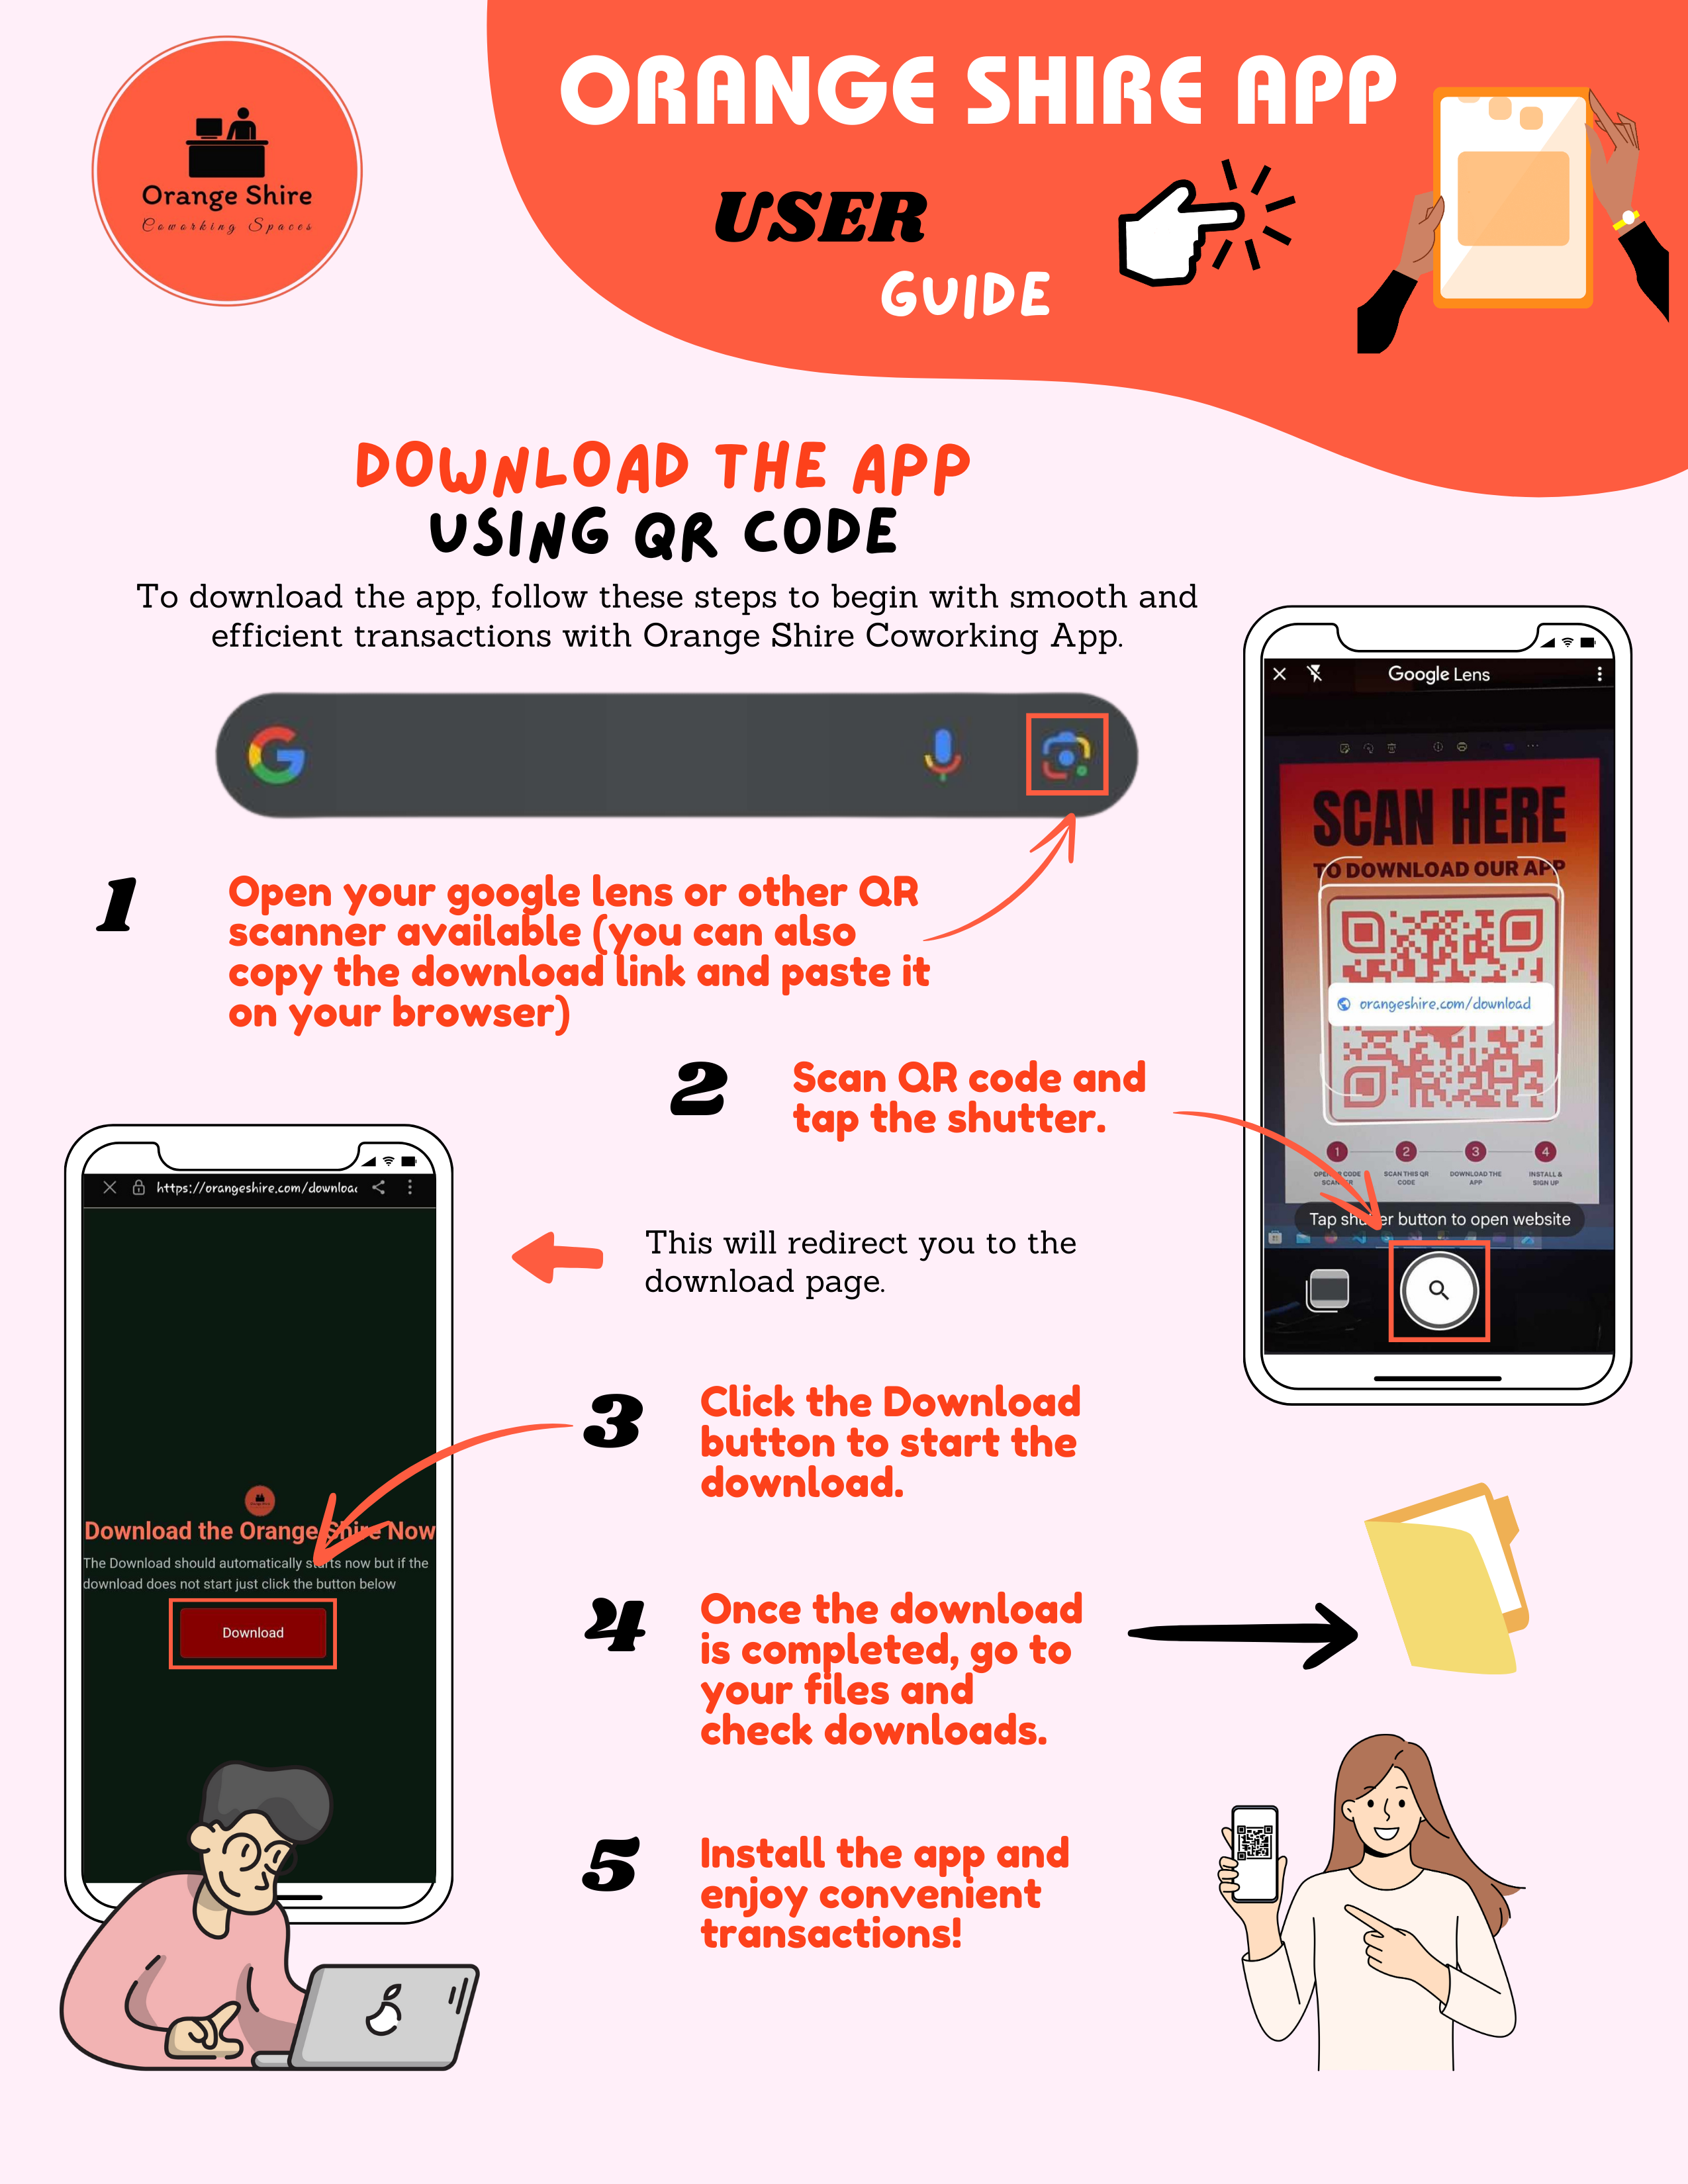 Orange Shire
Coworking Spaces
ORANGE SHIRE APP
USER
GUIDE
DOWNLOAD THE APP
USING QR CODE
To download the app, follow these steps to begin with smooth and
efficient transactions with Orange Shire Coworking App.
1
Open your google lens or other QR
scanner available (you can also
copy the download link and paste it
on your browser)
Google Lens
SCAN HERE
TO DOWNLOAD OUR APP
orangeshire.com/download
1
2
3
4
OPEN QR CODE
SCANNER
SCAN THIS QR
CODE
DOWNLOAD THE
APP
INSTALL &
SIGN UP
Tap shutter button to open website
2
Scan QR code and
tap the shutter.
This will redirect you to the
download page.
https://orangeshire.com/downloac
Download the Orange Shire Now
The Download should automatically starts now but if the
download does not start just click the button below
Download
3
Click the Download
button to start the
download.
4
Once the download
is completed, go to
your files and
check downloads.
5
Install the app and
enjoy convenient
transactions!